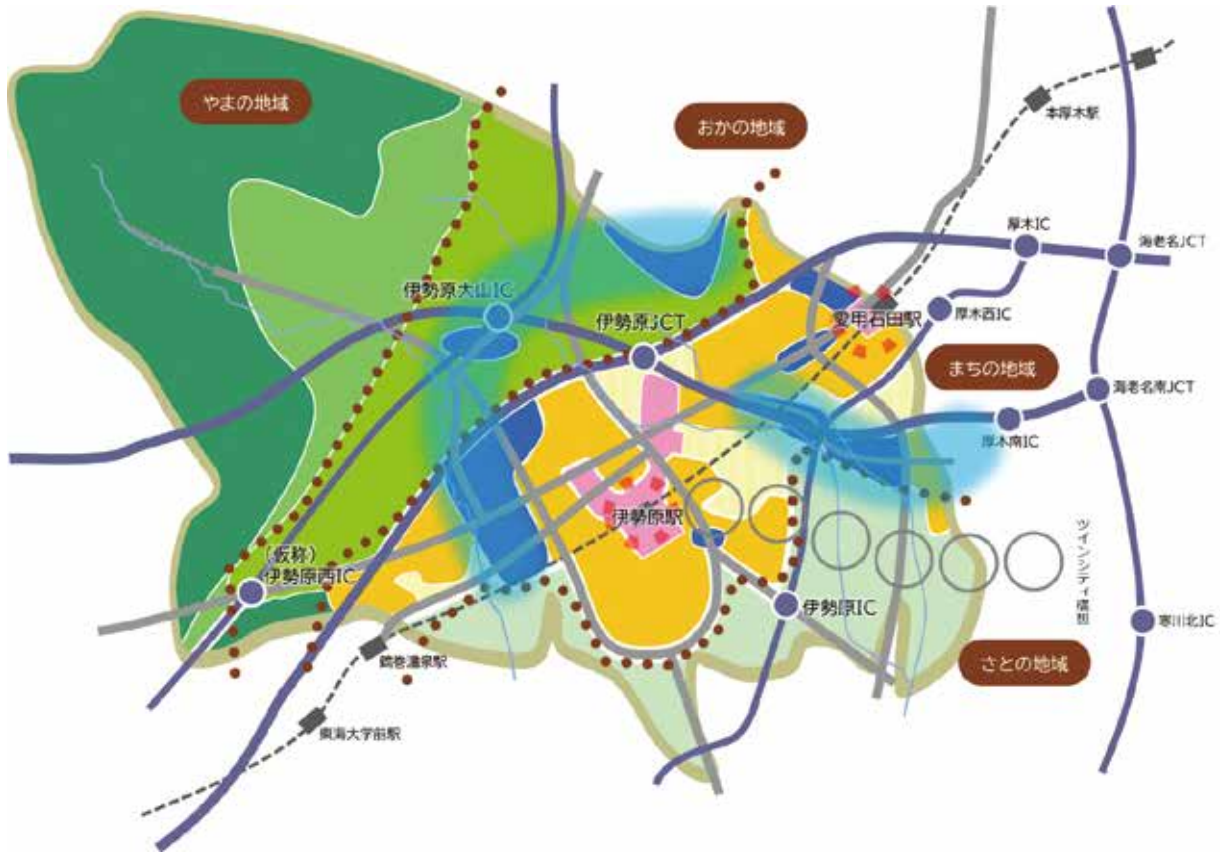 やまの地域
おかの地域
本厚木駅
厚木IC
海老名JCT
伊勢原大山IC
伊勢原JCT
愛甲石田駅
厚木西IC
まちの地域
海老名南JCT
厚木南IC
伊勢原駅
(仮称)
伊勢原西IC
ツインシティ構想
伊勢原IC
寒川北IC
鶴巻温泉駅
さとの地域
東海大学前駅